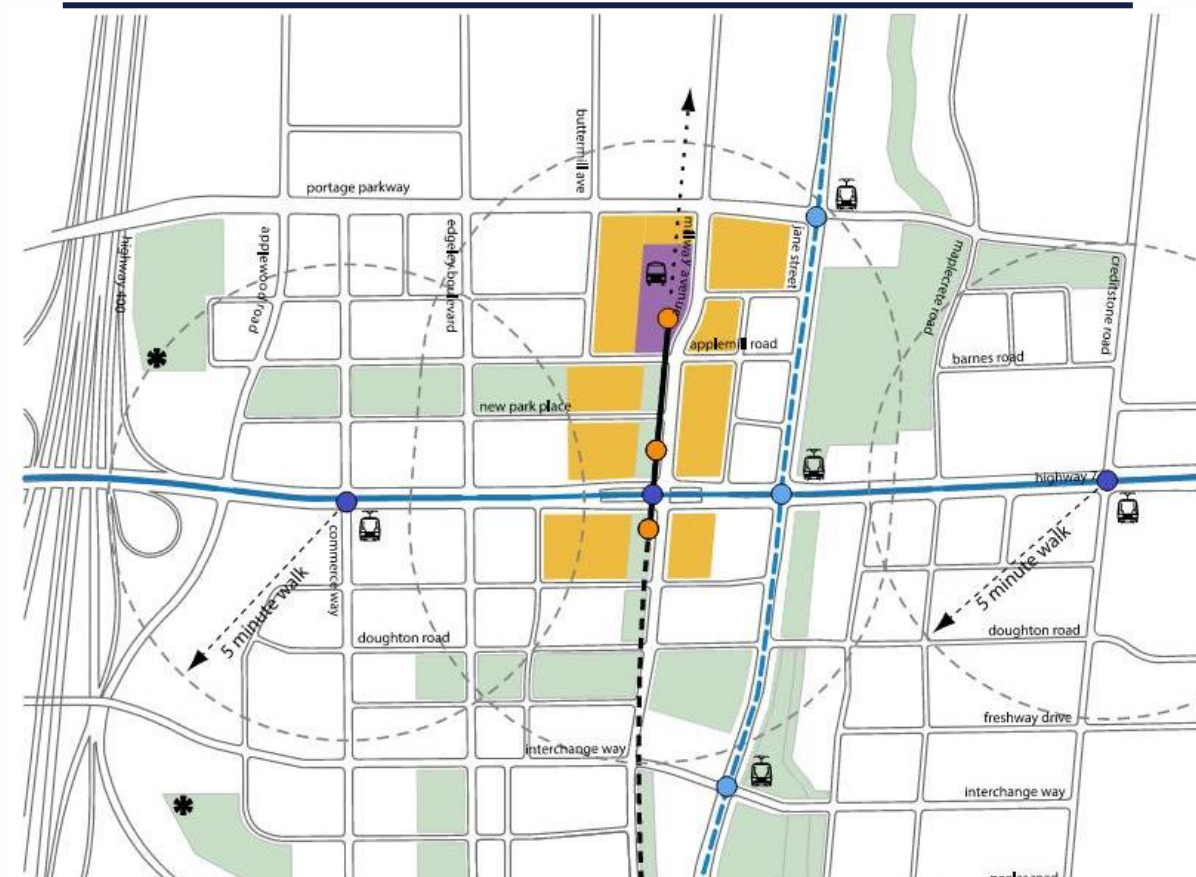 buttermill ave
portage parkway
millway avenue
jane street
highway 400
applewood road
edgeley boulevard
maplecrete road
creditstone road
applemill road
barnes road
new park place
highway 7
commerce way
5 minute walk
5 minute walk
doughton road
doughton road
freshway drive
interchange way
interchange way